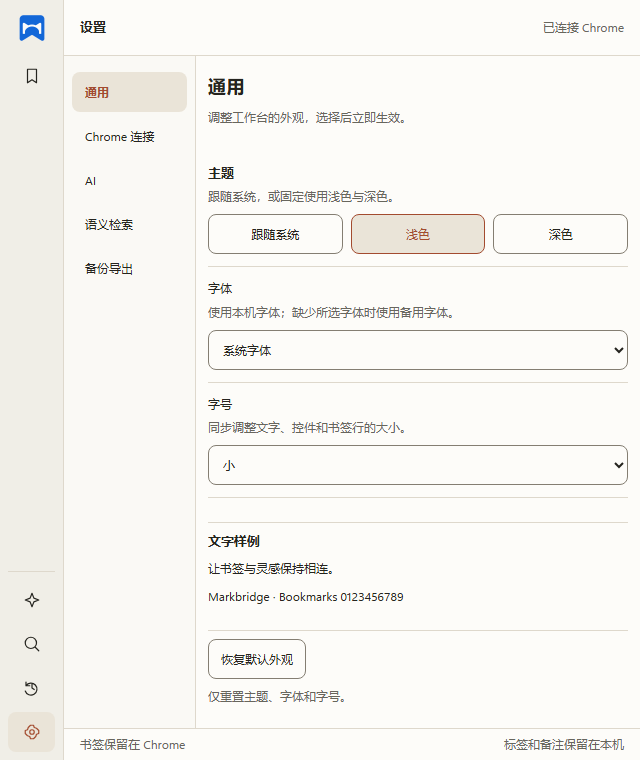 设置
已连接 Chrome
通用
Chrome 连接
AI
语义检索
备份导出
通用
调整工作台的外观，选择后立即生效。
主题
跟随系统，或固定使用浅色与深色。
跟随系统
浅色
深色
字体
使用本机字体；缺少所选字体时使用备用字体。
系统字体
字号
同步调整文字、控件和书签行的大小。
小
文字样例
让书签与灵感保持相连。
Markbridge · Bookmarks 0123456789
恢复默认外观
仅重置主题、字体和字号。
书签保留在 Chrome
标签和备注保留在本机